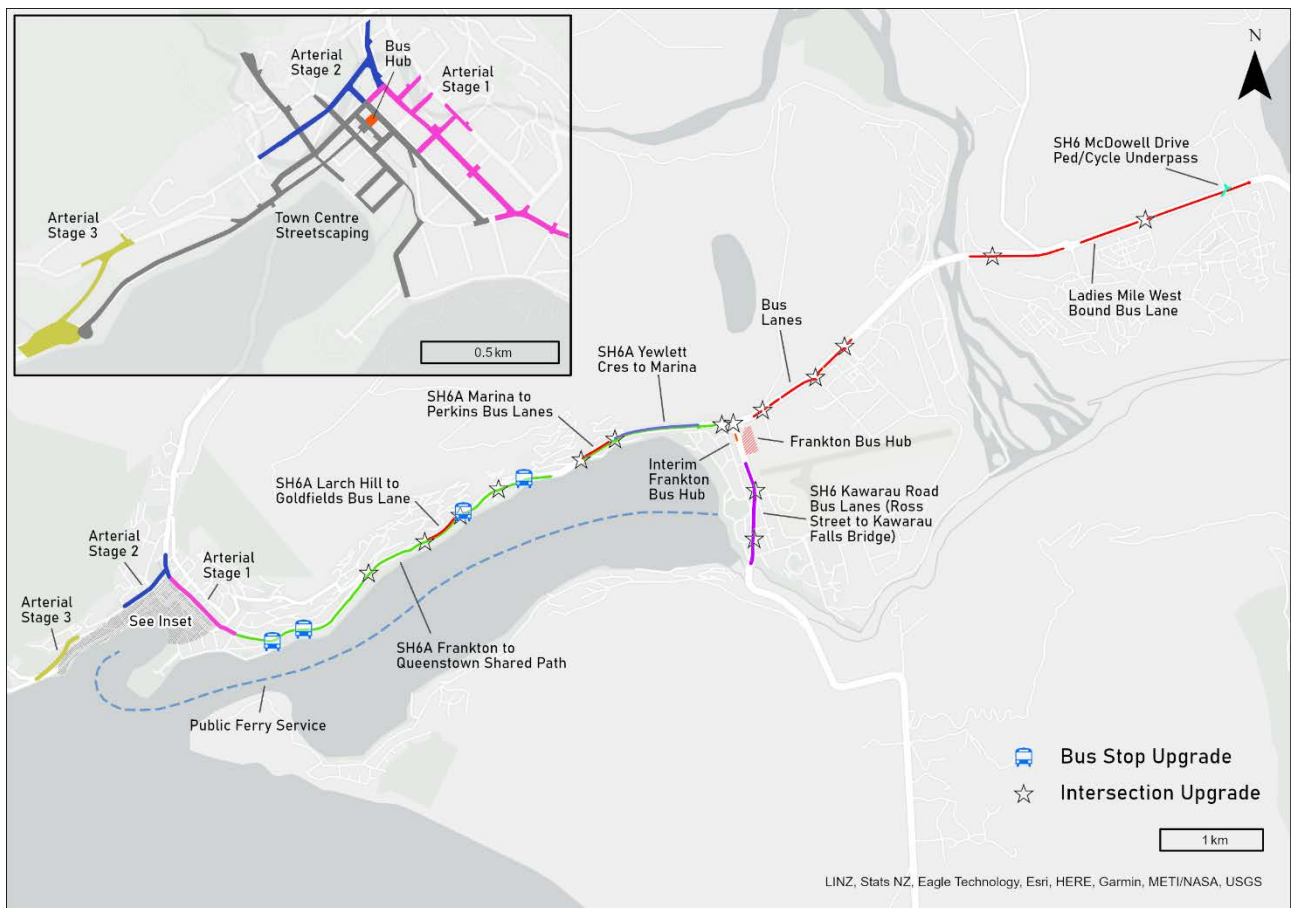 Arterial
Stage 2
Bus
Hub
Arterial
Stage 1
Arterial
Stage 3
Town Centre
Streetscaping
0.5 km
N
SH6 McDowell Drive
Ped/Cycle Underpass
Ladies Mile West
Bound Bus Lane
Bus
Lanes
SH6A Yewlett
Cres to Marina
SH6A Marina to
Perkins Bus Lanes
Frankton Bus Hub
Interim
Frankton
Bus Hub
SH6A Larch Hill to
Goldfields Bus Lane
SH6 Kawarau Road
Bus Lanes (Ross
Street to Kawarau
Falls Bridge)
Arterial
Stage 2
Arterial
Stage 1
Arterial
Stage 3
See Inset
SH6A Frankton to
Queenstown Shared Path
Public Ferry Service
Bus Stop Upgrade
Intersection Upgrade
1 km
LINZ, Stats NZ, Eagle Technology, Esri, HERE, Garmin, METI/NASA, USGS